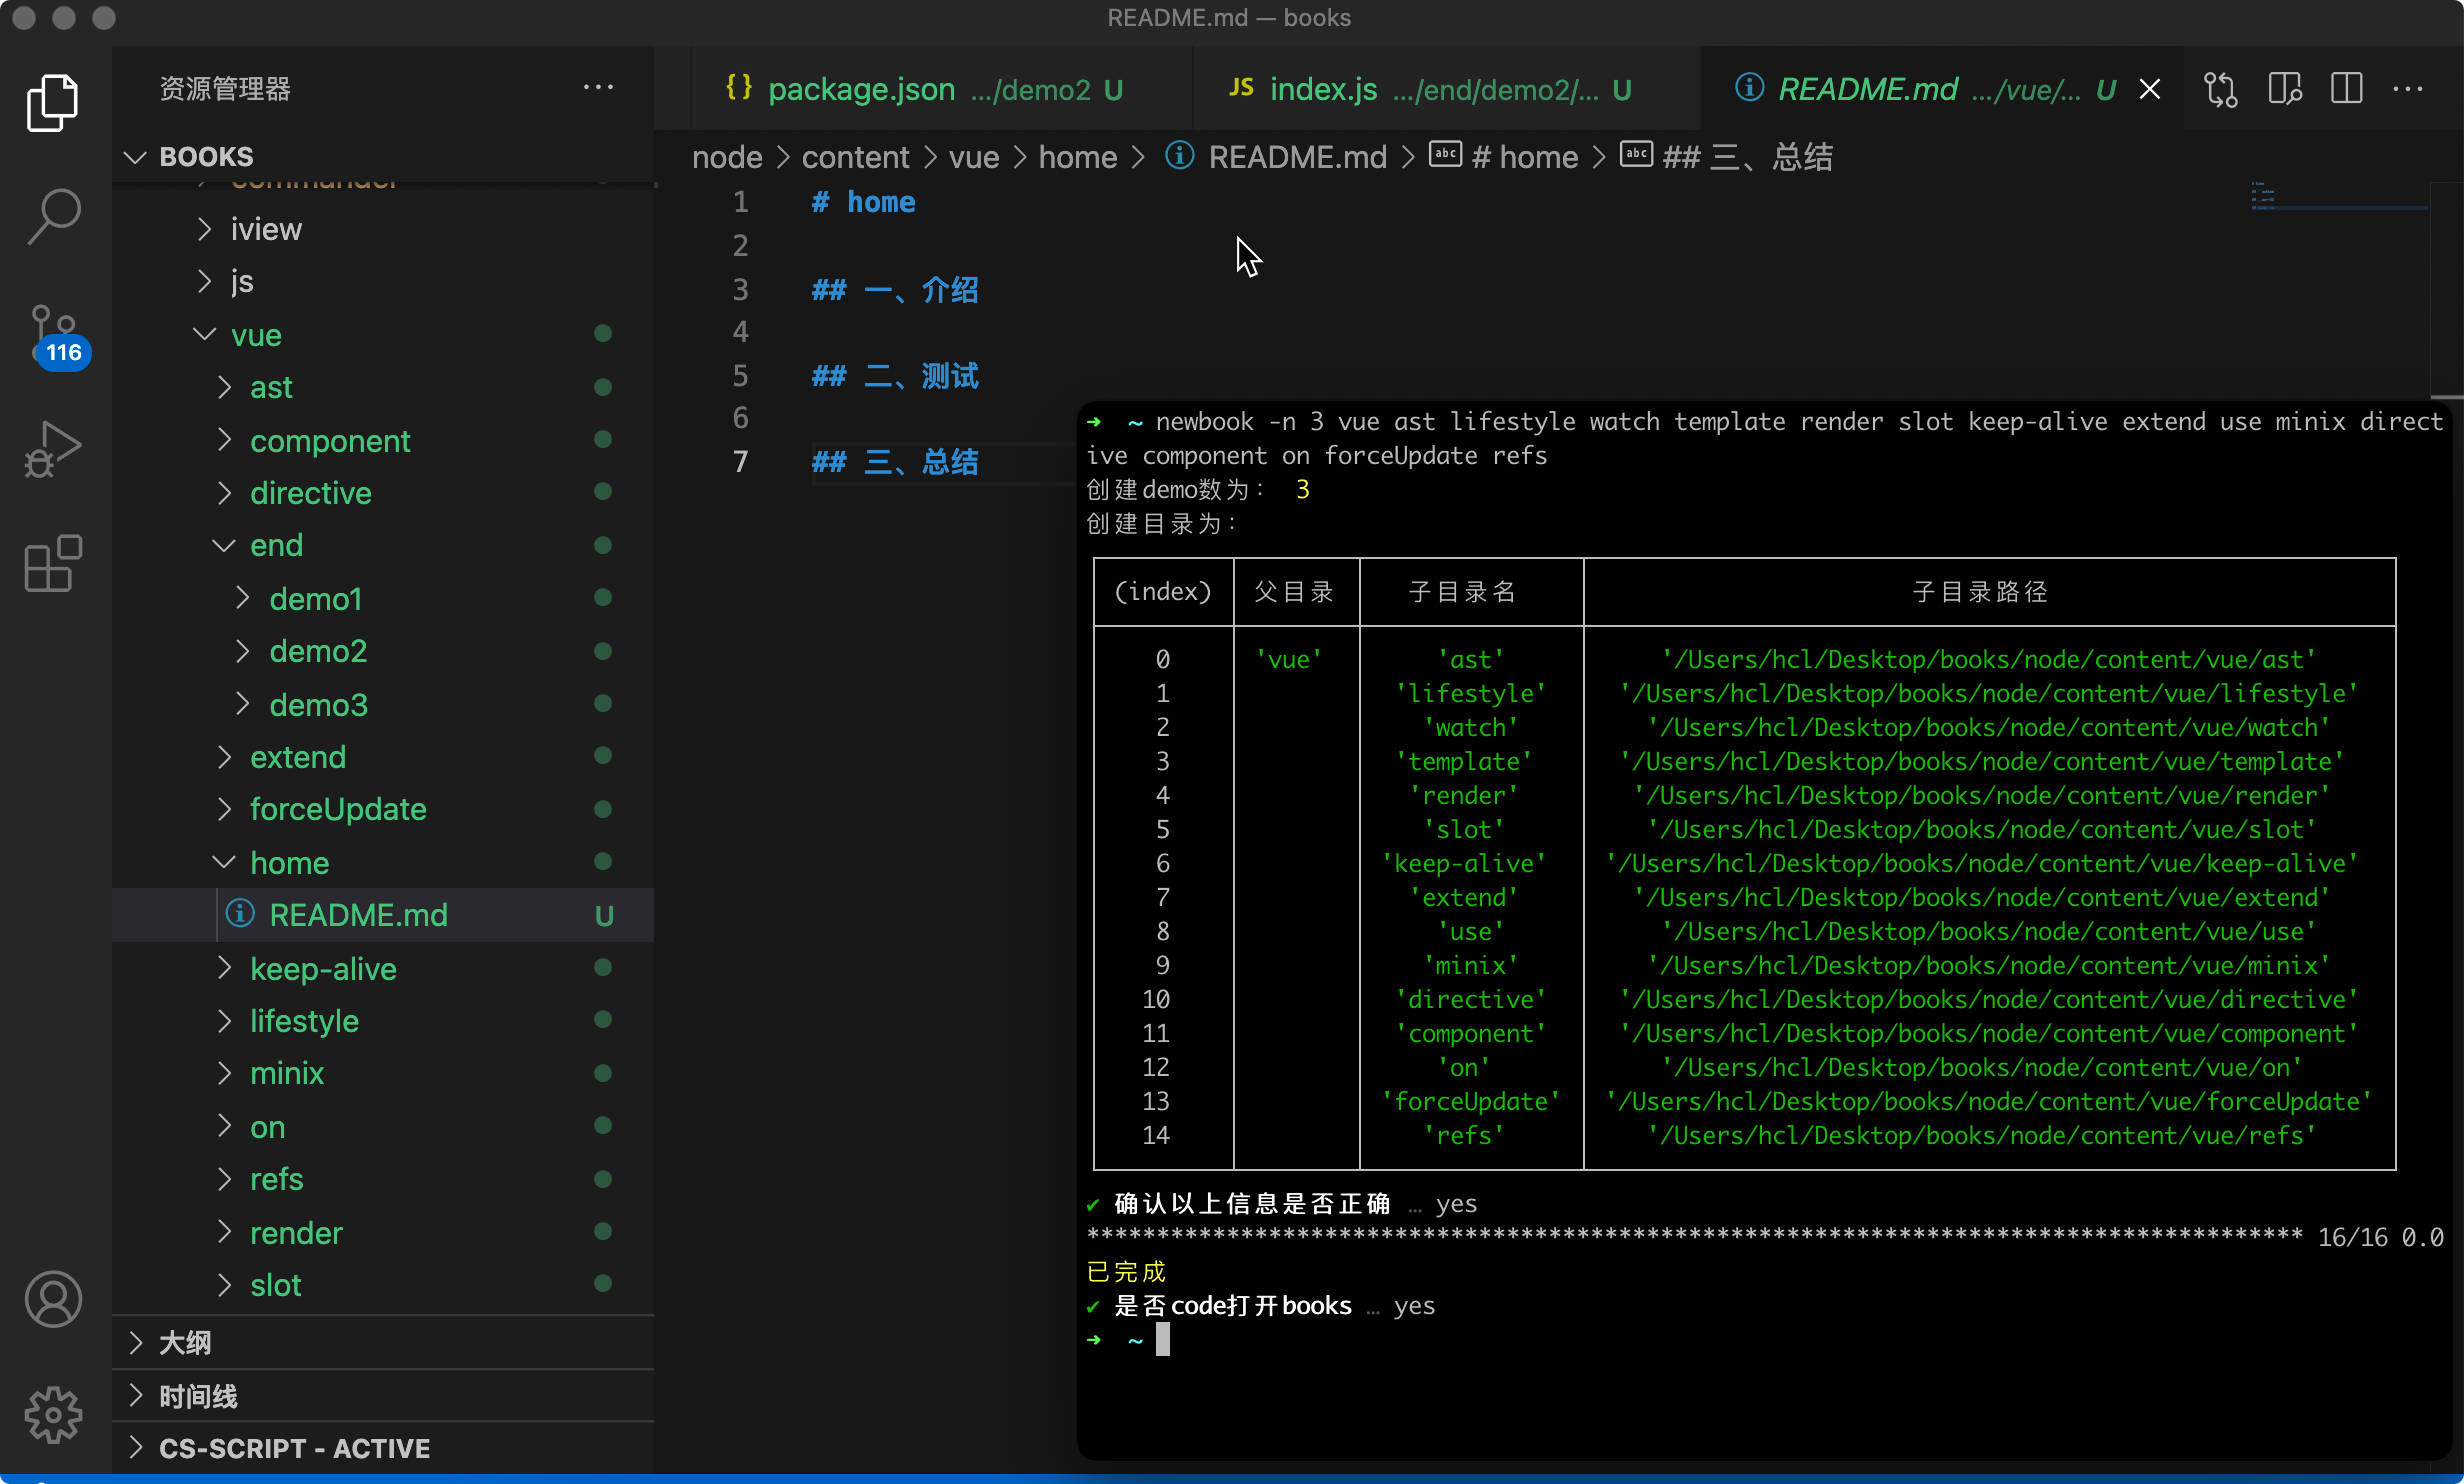 README.md — books
资源管理器
BOOKS
commander
iview
js
vue
ast
component
directive
end
demo1
demo2
demo3
extend
forceUpdate
home
README.md U
keep-alive
lifestyle
minix
on
refs
render
slot
大纲
时间线
CS-SCRIPT - ACTIVE
116
{} package.json .../demo2 U
JS index.js .../end/demo2/... U
README.md .../vue/... U
node > content > vue > home > README.md > abc # home > abc ## 三、总结
1 # home
2
3 ## 一、介绍
4
5 ## 二、测试
6
7 ## 三、总结
➜ ~ newbook -n 3 vue ast lifestyle watch template render slot keep-alive extend use minix direct
ive component on forceUpdate refs
创建demo数为： 3
创建目录为：
(index) 父目录 子目录名 子目录路径
0 'vue' 'ast' '/Users/hcl/Desktop/books/node/content/vue/ast'
1 'lifestyle' '/Users/hcl/Desktop/books/node/content/vue/lifestyle'
2 'watch' '/Users/hcl/Desktop/books/node/content/vue/watch'
3 'template' '/Users/hcl/Desktop/books/node/content/vue/template'
4 'render' '/Users/hcl/Desktop/books/node/content/vue/render'
5 'slot' '/Users/hcl/Desktop/books/node/content/vue/slot'
6 'keep-alive' '/Users/hcl/Desktop/books/node/content/vue/keep-alive'
7 'extend' '/Users/hcl/Desktop/books/node/content/vue/extend'
8 'use' '/Users/hcl/Desktop/books/node/content/vue/use'
9 'minix' '/Users/hcl/Desktop/books/node/content/vue/minix'
10 'directive' '/Users/hcl/Desktop/books/node/content/vue/directive'
11 'component' '/Users/hcl/Desktop/books/node/content/vue/component'
12 'on' '/Users/hcl/Desktop/books/node/content/vue/on'
13 'forceUpdate' '/Users/hcl/Desktop/books/node/content/vue/forceUpdate'
14 'refs' '/Users/hcl/Desktop/books/node/content/vue/refs'
✔ 确认以上信息是否正确 … yes
*************************************************************************************** 16/16 0.0
已完成
✔ 是否code打开books … yes
➜ ~